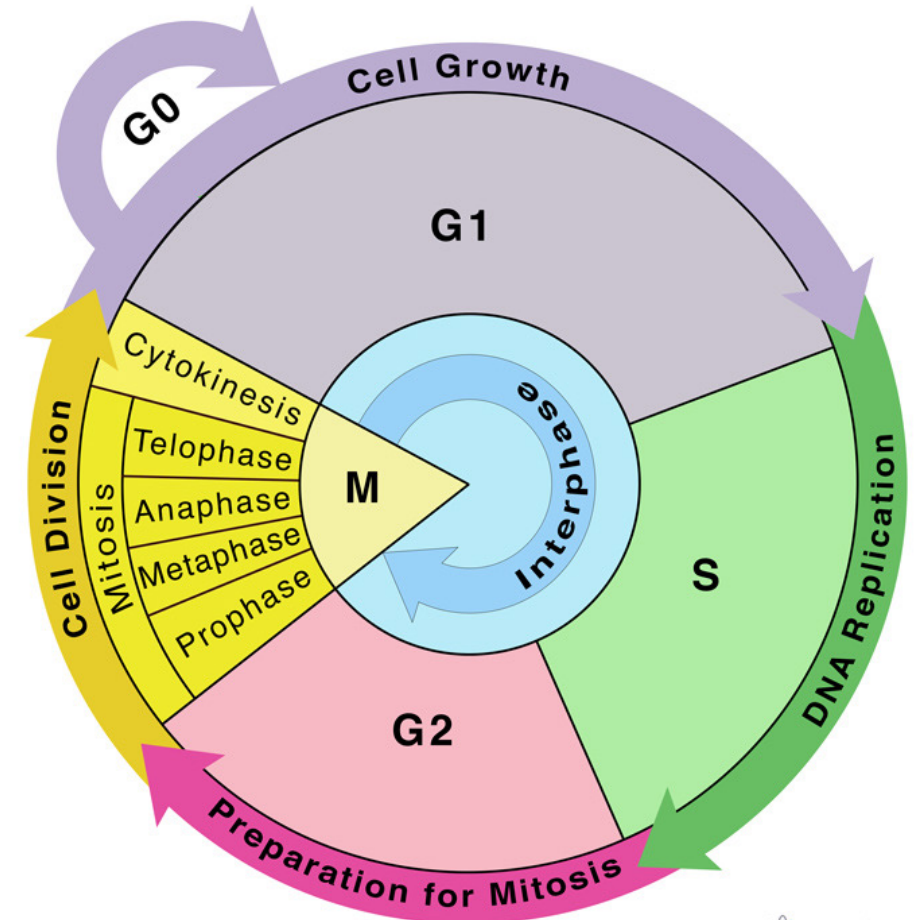 G0
Cell Growth
G1
Cytokinesis
Telophase
Anaphase
Metaphase
Prophase
Mitosis
Cell Division
M
Interphase
S
DNA Replication
G2
Preparation for Mitosis